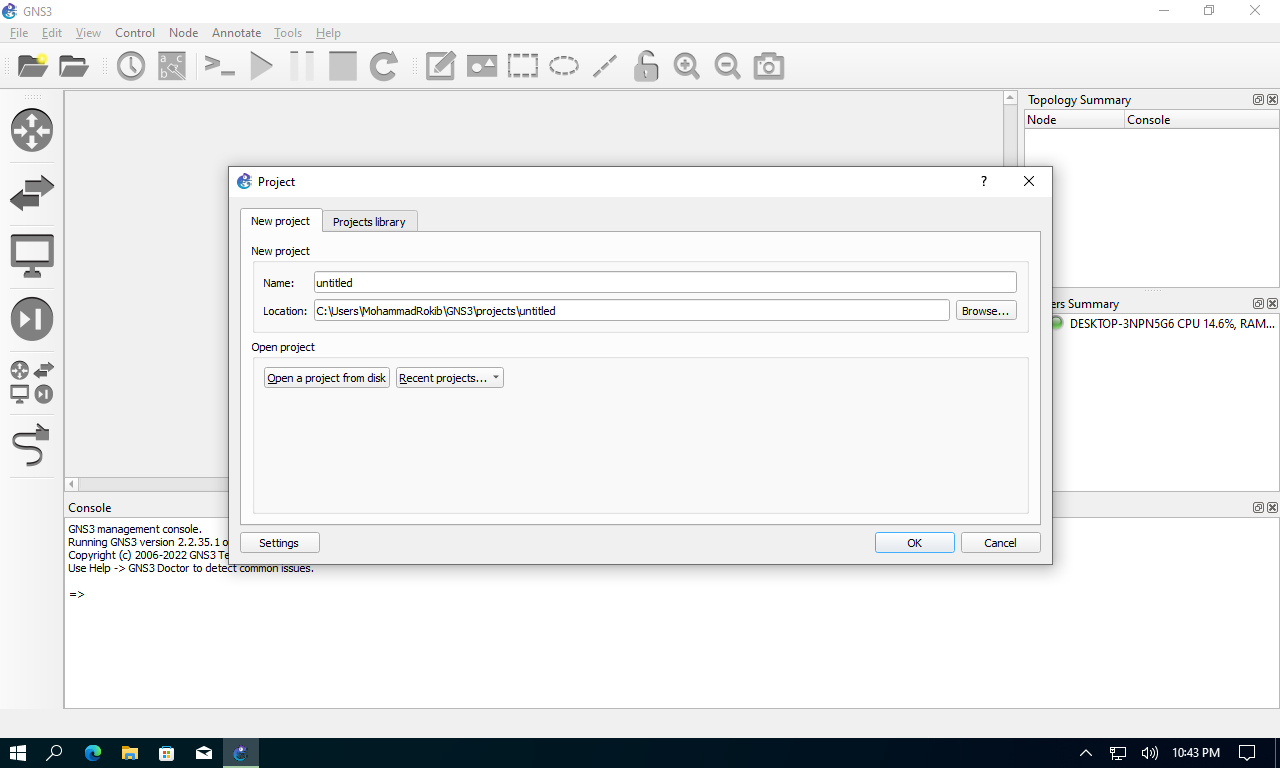 GNS3
File Edit View Control Node Annotate Tools Help
Topology Summary
Node Console
Project
?
New project Projects library
New project
Name: untitled
Location: C:\Users\MohammadRokib\GNS3\projects\untitled Browse...
ers Summary
DESKTOP-3NPN5G6 CPU 14.6%, RAM...
Open project
Open a project from disk Recent projects...
Settings OK Cancel
Console
GNS3 management console.
Running GNS3 version 2.2.35.1 o
Copyright (c) 2006-2022 GNS3 Te
Use Help -> GNS3 Doctor to detect common issues.
=>
10:43 PM